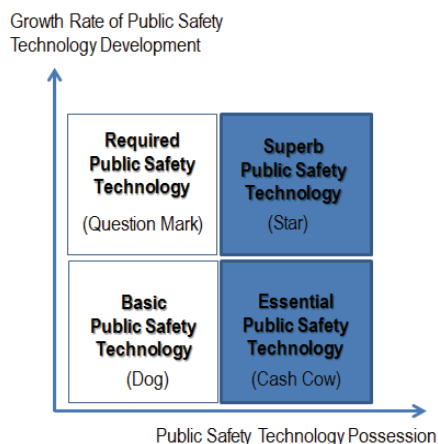 Growth Rate of Public Safety
Technology Development
Required
Public Safety
Technology
(Question Mark)
Superb
Public Safety
Technology
(Star)
Basic
Public Safety
Technology
(Dog)
Essential
Public Safety
Technology
(Cash Cow)
Public Safety Technology Possession